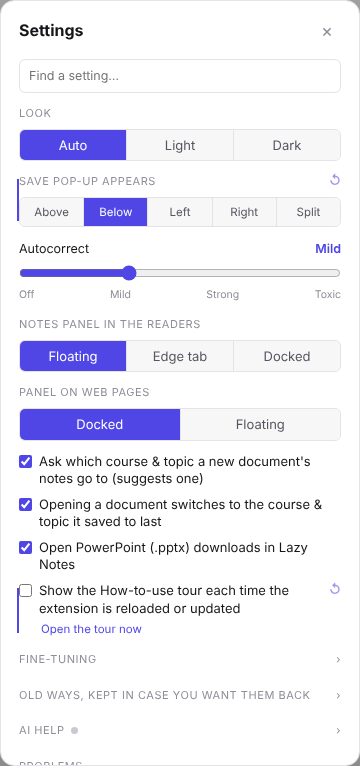 Settings
×
Find a setting...
LOOK
Auto Light Dark
SAVE POP-UP APPEARS
Above Below Left Right Split
Autocorrect Mild
Off Mild Strong Toxic
NOTES PANEL IN THE READERS
Floating Edge tab Docked
PANEL ON WEB PAGES
Docked Floating
Ask which course & topic a new document's
notes go to (suggests one)
Opening a document switches to the course &
topic it saved to last
Open PowerPoint (.pptx) downloads in Lazy
Notes
Show the How-to-use tour each time the
extension is reloaded or updated
Open the tour now
FINE-TUNING ›
OLD WAYS, KEPT IN CASE YOU WANT THEM BACK ›
AI HELP ›
PROBLEMS